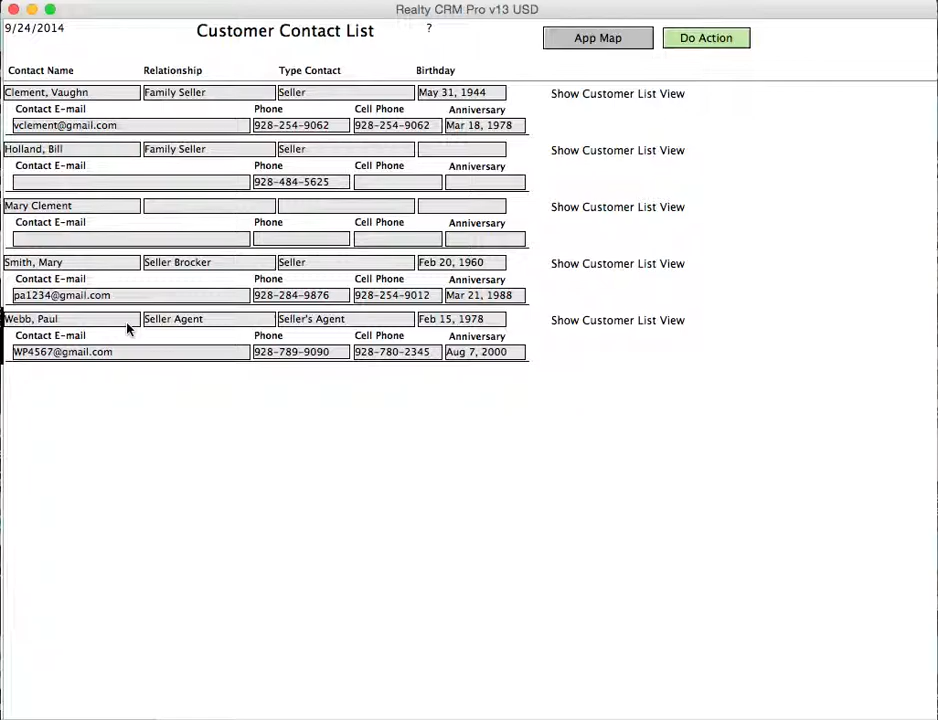 Realty CRM Pro v13 USD
9/24/2014
Customer Contact List
?
App Map
Do Action
Contact Name Relationship Type Contact Birthday
Clement, Vaughn Family Seller Seller May 31, 1944 Show Customer List View
Contact E-mail Phone Cell Phone Anniversary
vclement@gmail.com 928-254-9062 928-254-9062 Mar 18, 1978
Holland, Bill Family Seller Seller Show Customer List View
Contact E-mail Phone Cell Phone Anniversary
928-484-5625
Mary Clement Show Customer List View
Contact E-mail Phone Cell Phone Anniversary
Smith, Mary Seller Brocker Seller Feb 20, 1960 Show Customer List View
Contact E-mail Phone Cell Phone Anniversary
pa1234@gmail.com 928-284-9876 928-254-9012 Mar 21, 1988
Webb, Paul Seller Agent Seller's Agent Feb 15, 1978 Show Customer List View
Contact E-mail Phone Cell Phone Anniversary
WP4567@gmail.com 928-789-9090 928-780-2345 Aug 7, 2000